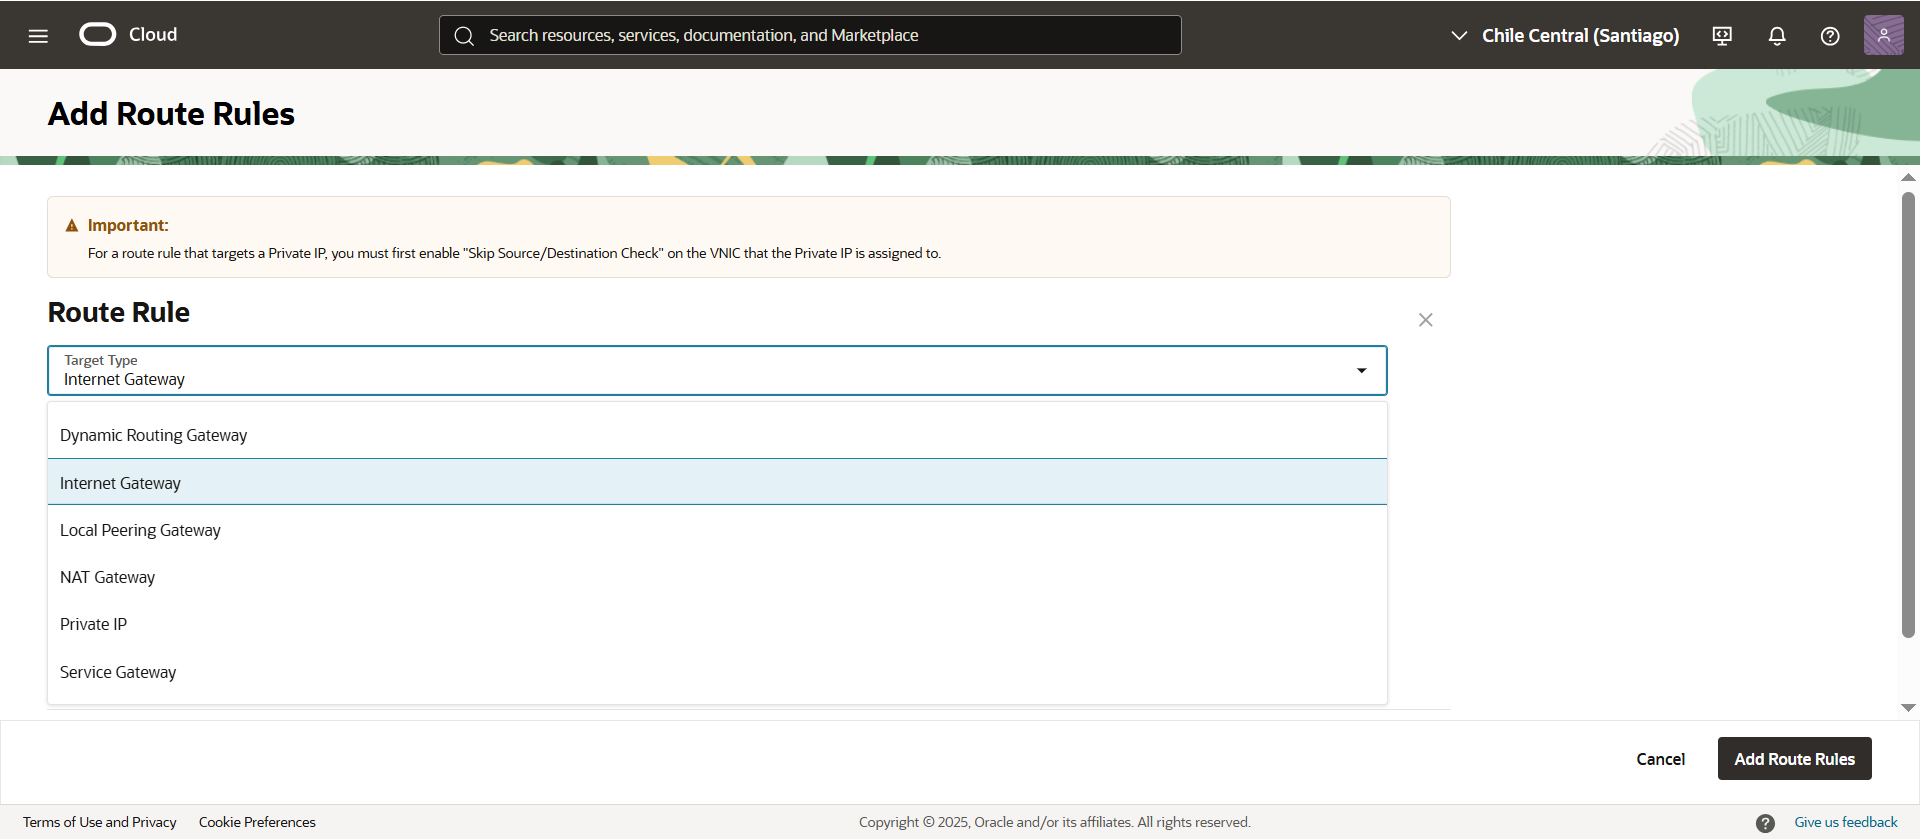 Cloud
Search resources, services, documentation, and Marketplace
Chile Central (Santiago)
Add Route Rules
Important:
For a route rule that targets a Private IP, you must first enable "Skip Source/Destination Check" on the VNIC that the Private IP is assigned to.
Route Rule
Target Type
Internet Gateway
Dynamic Routing Gateway
Internet Gateway
Local Peering Gateway
NAT Gateway
Private IP
Service Gateway
Cancel
Add Route Rules
Terms of Use and Privacy
Cookie Preferences
Copyright © 2025, Oracle and/or its affiliates. All rights reserved.
Give us feedback